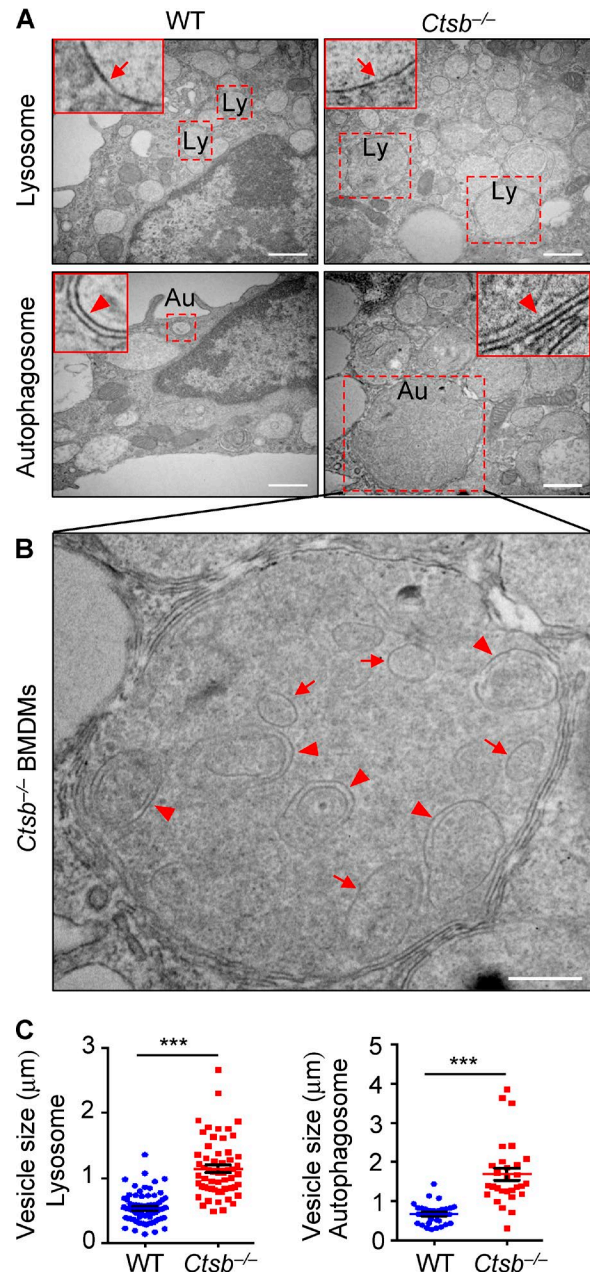 A
WT
Ctsb–/–
Lysosome
Ly
Ly
Ly
Ly
Autophagosome
Au
Au
B
Ctsb–/– BMDMs
C
Vesicle size (μm)
Lysosome
3
2
1
0
***
WT
Ctsb–/–
Vesicle size (μm)
Autophagosome
5
4
3
2
1
0
***
WT
Ctsb–/–